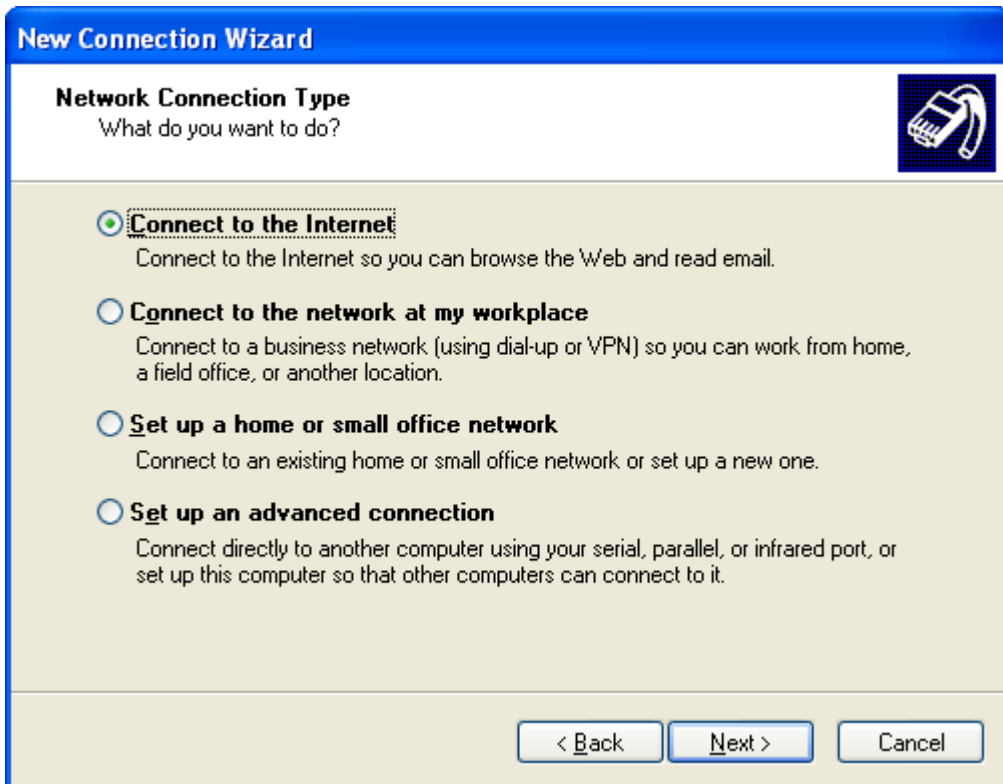 New Connection Wizard
Network Connection Type
What do you want to do?
Connect to the Internet
Connect to the Internet so you can browse the Web and read email.
Connect to the network at my workplace
Connect to a business network (using dial-up or VPN) so you can work from home,
a field office, or another location.
Set up a home or small office network
Connect to an existing home or small office network or set up a new one.
Set up an advanced connection
Connect directly to another computer using your serial, parallel, or infrared port, or
set up this computer so that other computers can connect to it.
< Back Next > Cancel